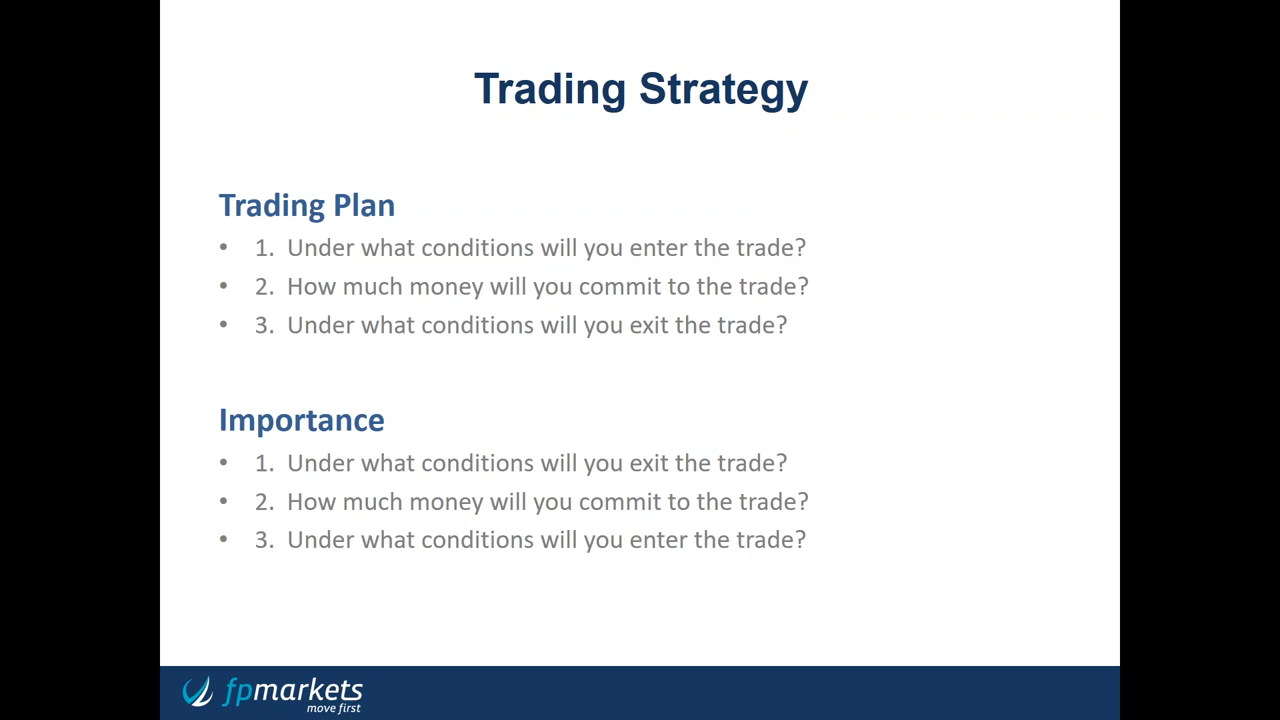 Trading Strategy
Trading Plan
• 1. Under what conditions will you enter the trade?
• 2. How much money will you commit to the trade?
• 3. Under what conditions will you exit the trade?
Importance
• 1. Under what conditions will you exit the trade?
• 2. How much money will you commit to the trade?
• 3. Under what conditions will you enter the trade?
fpmarkets
move first